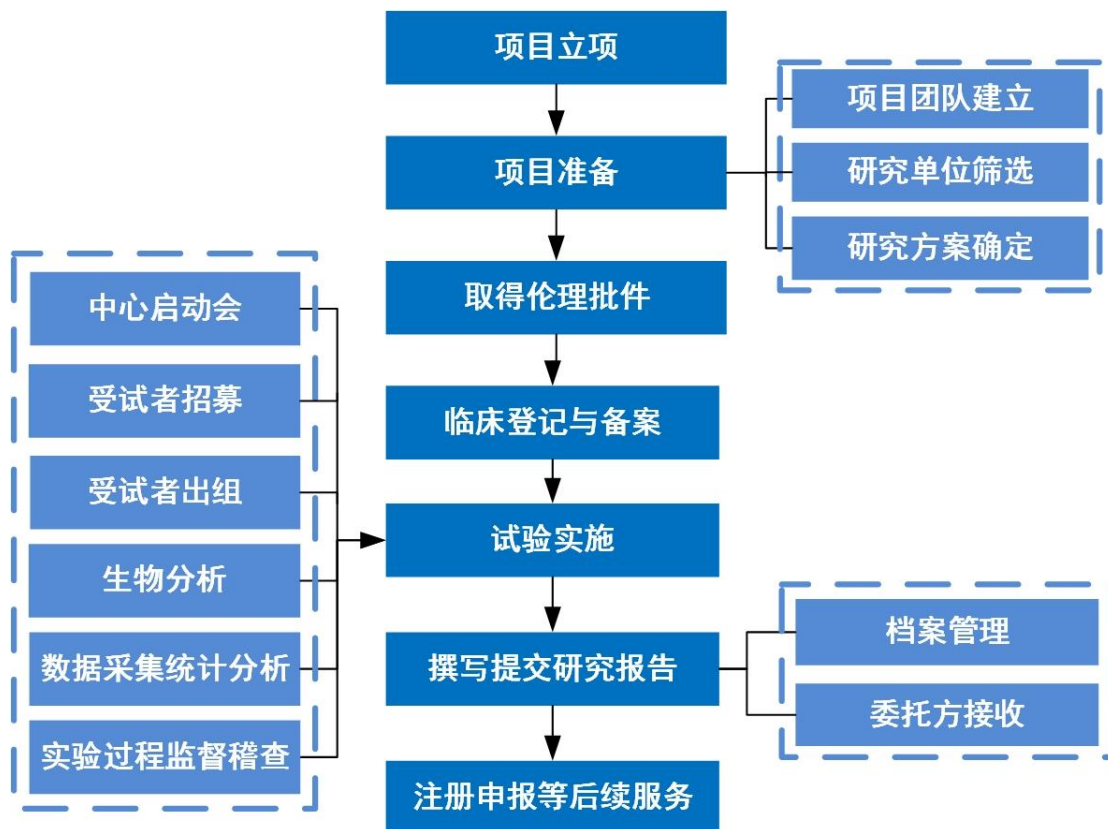 项目立项
项目准备
项目团队建立
研究单位筛选
研究方案确定
取得伦理批件
临床登记与备案
中心启动会
受试者招募
受试者出组
生物分析
数据采集统计分析
实验过程监督稽查
试验实施
撰写提交研究报告
档案管理
委托方接收
注册申报等后续服务